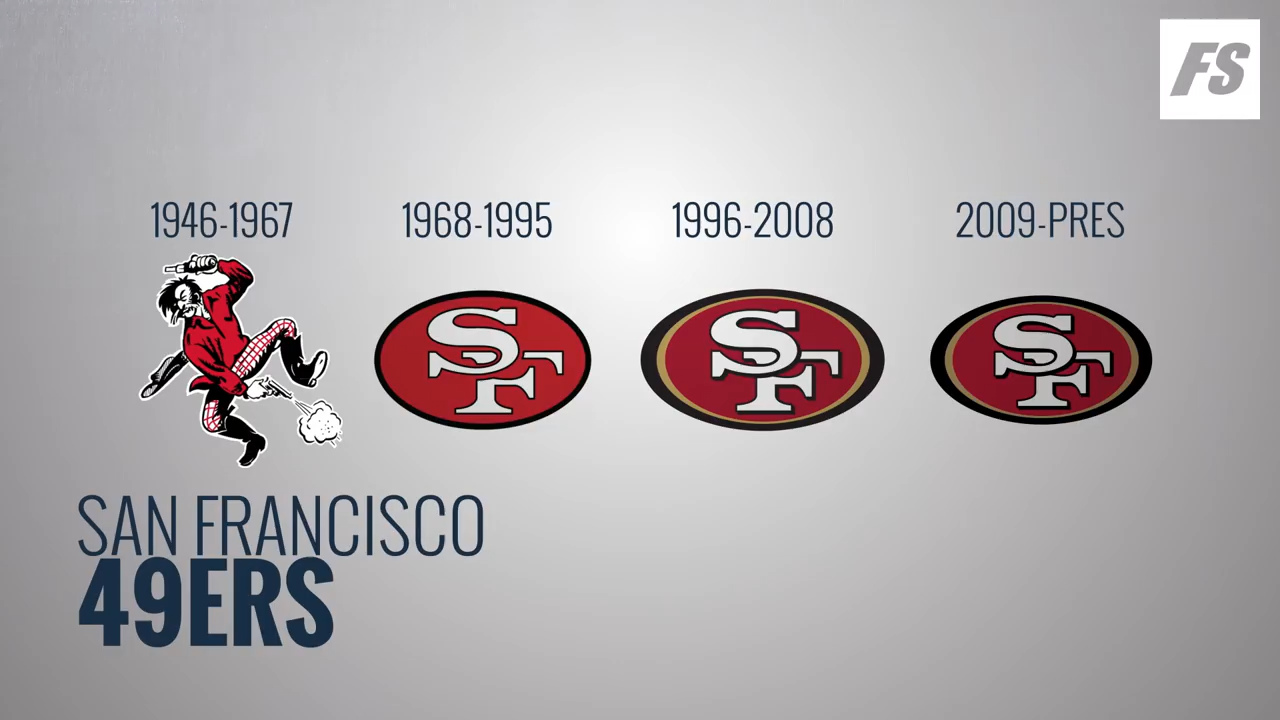 FS
1946-1967 1968-1995 1996-2008 2009-PRES
SF SF SF
SAN FRANCISCO
49ERS